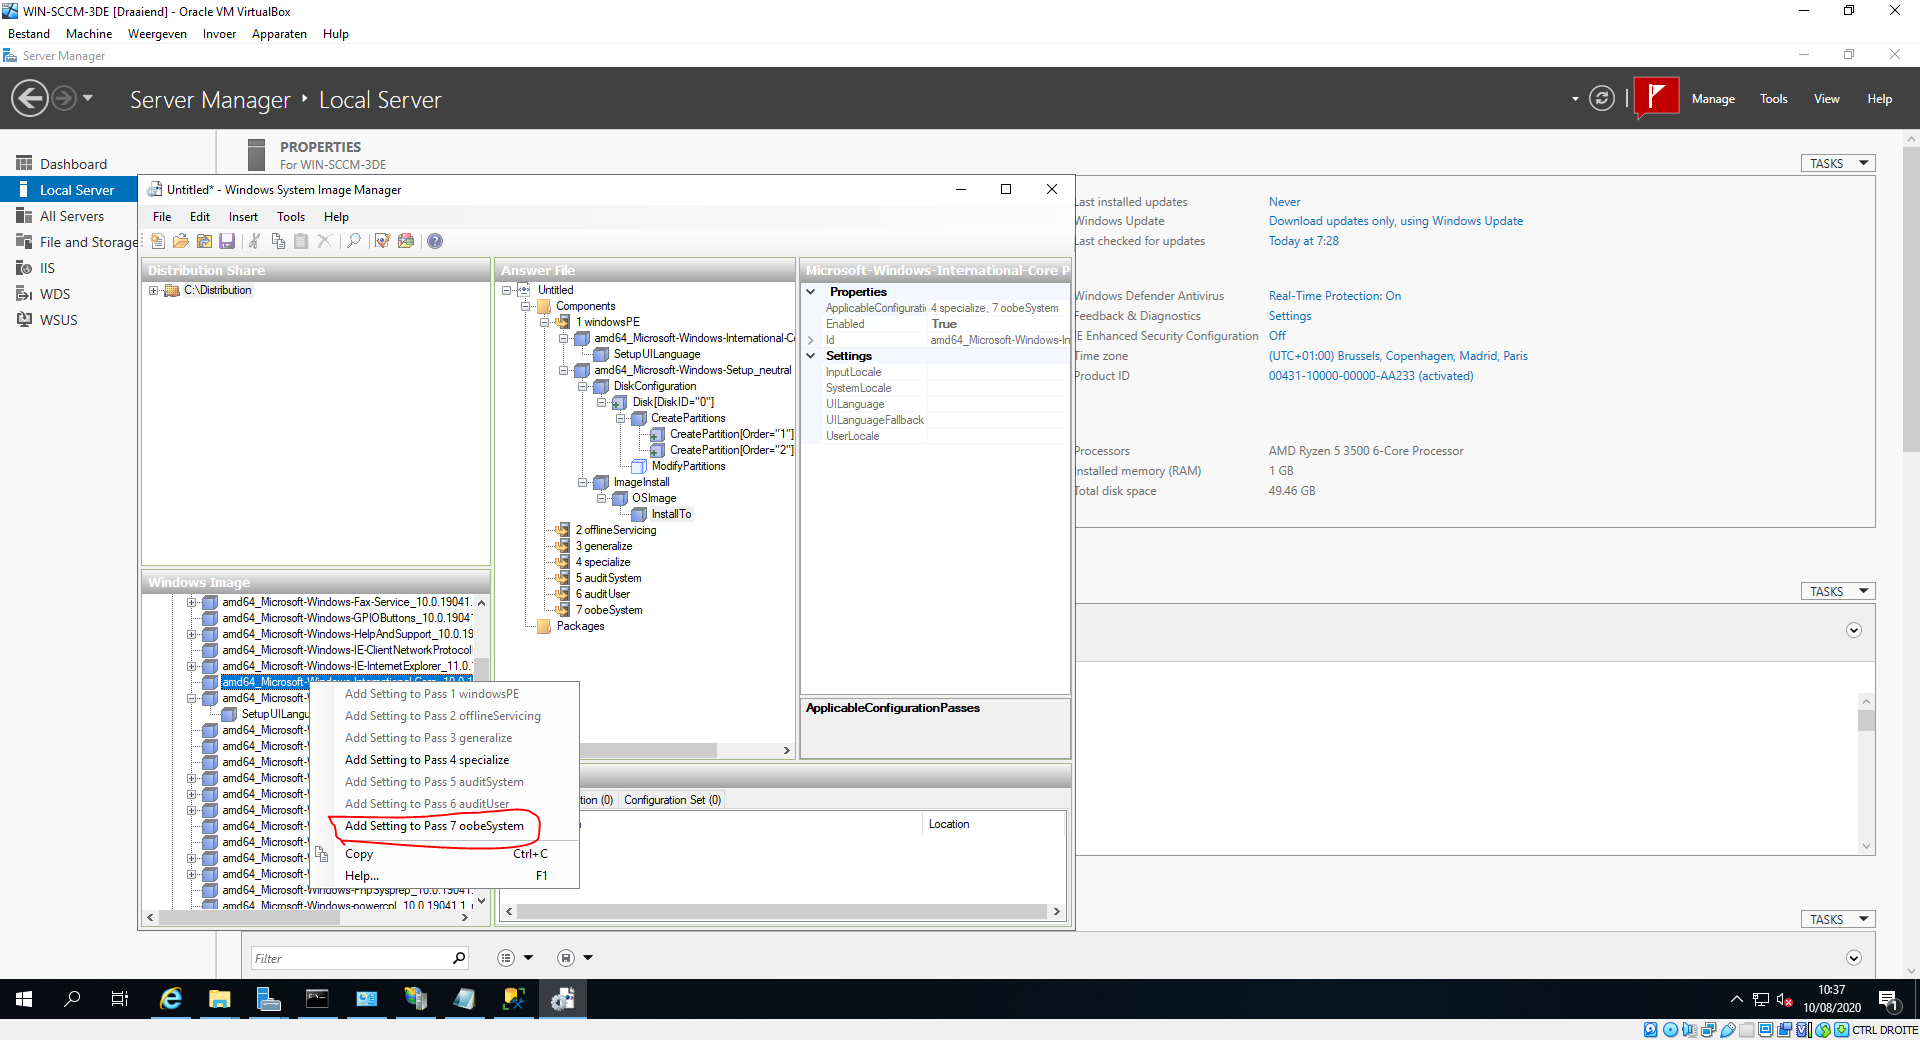 WIN-SCCM-3DE [Draaiend] - Oracle VM VirtualBox
Bestand Machine Weergeven Invoer Apparaten Hulp
Server Manager
Server Manager ‣ Local Server
Manage Tools View Help
Dashboard
Local Server
All Servers
File and Storage
IIS
WDS
WSUS
PROPERTIES
For WIN-SCCM-3DE
TASKS
Untitled* - Windows System Image Manager
File Edit Insert Tools Help
Distribution Share
C:\Distribution
Windows Image
amd64_Microsoft-Windows-Fax-Service_10.0.19041.
amd64_Microsoft-Windows-GPIOButtons_10.0.1904
amd64_Microsoft-Windows-HelpAndSupport_10.0.19
amd64_Microsoft-Windows-IE-ClientNetworkProtocol
amd64_Microsoft-Windows-IE-InternetExplorer_11.0.
amd64_Microsoft-Windows-International-Core_10.0.1
amd64_Microsoft-W
SetupUILangu
amd64_Microsoft-W
amd64_Microsoft-W
amd64_Microsoft-W
amd64_Microsoft-W
amd64_Microsoft-W
amd64_Microsoft-W
amd64_Microsoft-W
amd64_Microsoft-W
amd64_Microsoft-W
amd64_Microsoft-W
amd64_Microsoft-Windows-PnpSysprep_10.0.19041.
amd64_Microsoft-Windows-powercpl_10.0.19041.1
Add Setting to Pass 1 windowsPE
Add Setting to Pass 2 offlineServicing
Add Setting to Pass 3 generalize
Add Setting to Pass 4 specialize
Add Setting to Pass 5 auditSystem
Add Setting to Pass 6 auditUser
Add Setting to Pass 7 oobeSystem
Copy Ctrl+C
Help... F1
Answer File
Untitled
Components
1 windowsPE
amd64_Microsoft-Windows-International-Co
SetupUILanguage
amd64_Microsoft-Windows-Setup_neutral
DiskConfiguration
Disk[DiskID="0"]
CreatePartitions
CreatePartition[Order="1"]
CreatePartition[Order="2"]
ModifyPartitions
ImageInstall
OSImage
InstallTo
2 offlineServicing
3 generalize
4 specialize
5 auditSystem
6 auditUser
7 oobeSystem
Packages
Microsoft-Windows-International-Core P
Properties
ApplicableConfigurati 4 specialize, 7 oobeSystem
Enabled True
Id amd64_Microsoft-Windows-In
Settings
InputLocale
SystemLocale
UILanguage
UILanguageFallback
UserLocale
ApplicableConfigurationPasses
tion (0) Configuration Set (0)
Location
Last installed updates Never
Windows Update Download updates only, using Windows Update
Last checked for updates Today at 7:28
Windows Defender Antivirus Real-Time Protection: On
Feedback & Diagnostics Settings
IE Enhanced Security Configuration Off
Time zone (UTC+01:00) Brussels, Copenhagen, Madrid, Paris
Product ID 00431-10000-00000-AA233 (activated)
Processors AMD Ryzen 5 3500 6-Core Processor
Installed memory (RAM) 1 GB
Total disk space 49.46 GB
TASKS
TASKS
Filter
10:37
10/08/2020
1
CTRL DROITE